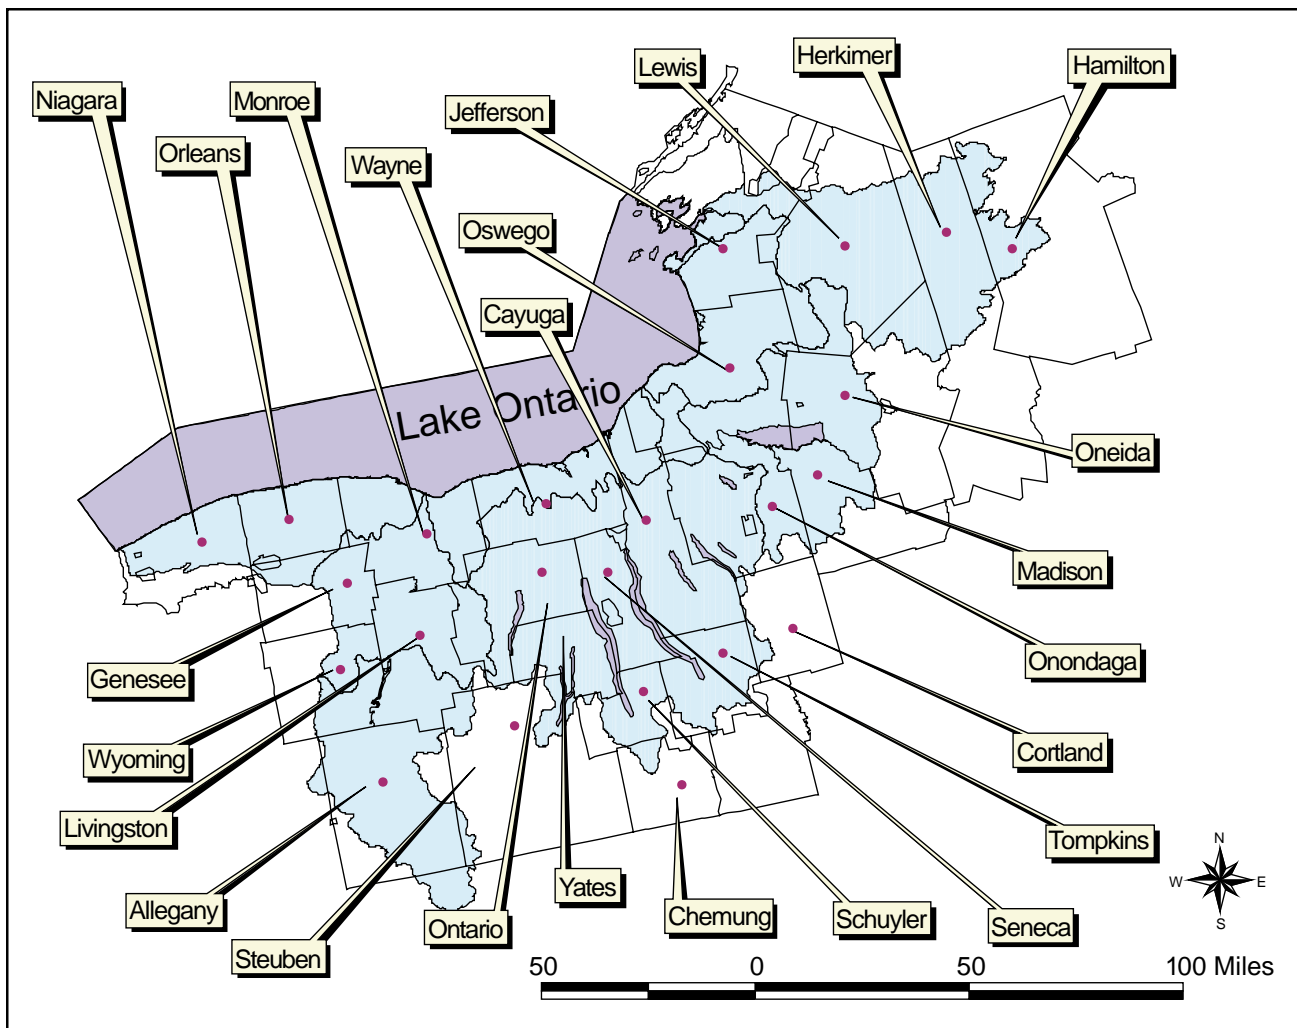 Herkimer
Lewis
Hamilton
Niagara
Monroe
Jefferson
Orleans
Wayne
Oswego
Cayuga
Lake Ontario
Oneida
Madison
Genesee
Onondaga
Wyoming
Cortland
Livingston
Tompkins
Yates
Allegany
Ontario
Chemung
Schuyler
Seneca
Steuben
N
W
E
S
50
0
50
100 Miles